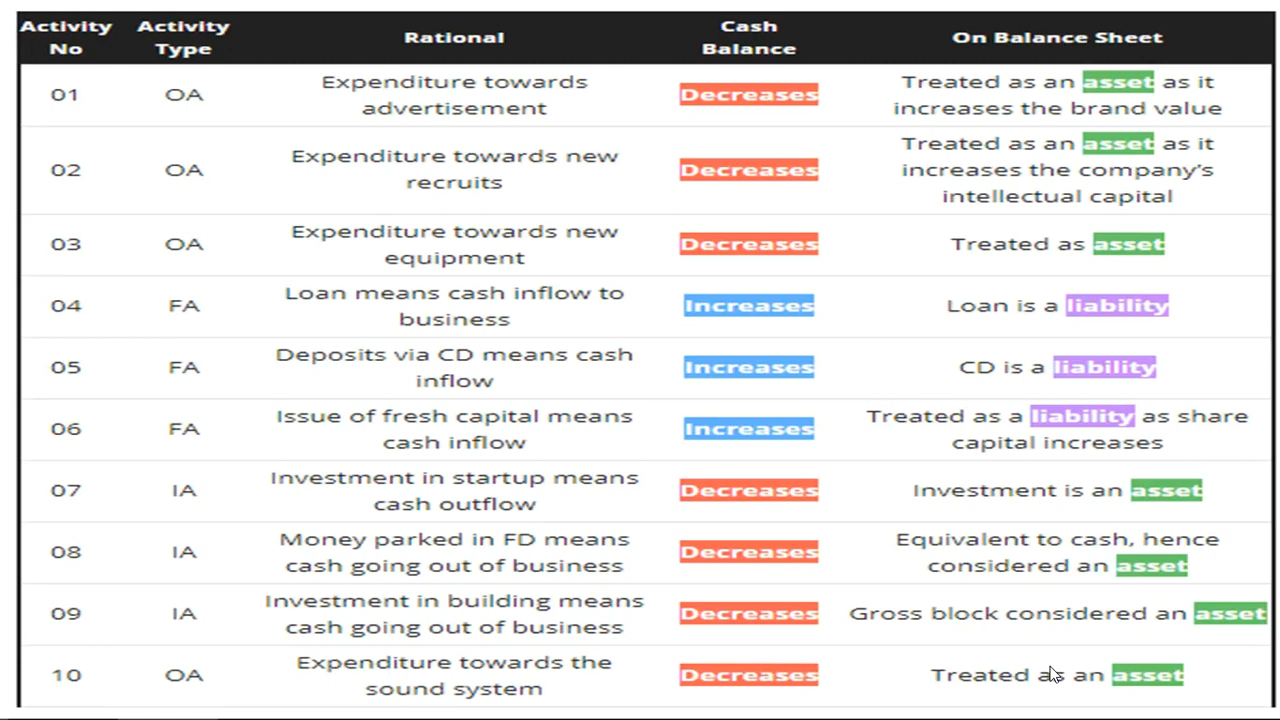 Activity No Activity Type Rational Cash Balance On Balance Sheet
01 OA Expenditure towards advertisement Decreases Treated as an asset as it increases the brand value
02 OA Expenditure towards new recruits Decreases Treated as an asset as it increases the company's intellectual capital
03 OA Expenditure towards new equipment Decreases Treated as asset
04 FA Loan means cash inflow to business Increases Loan is a liability
05 FA Deposits via CD means cash inflow Increases CD is a liability
06 FA Issue of fresh capital means cash inflow Increases Treated as a liability as share capital increases
07 IA Investment in startup means cash outflow Decreases Investment is an asset
08 IA Money parked in FD means cash going out of business Decreases Equivalent to cash, hence considered an asset
09 IA Investment in building means cash going out of business Decreases Gross block considered an asset
10 OA Expenditure towards the sound system Decreases Treated as an asset